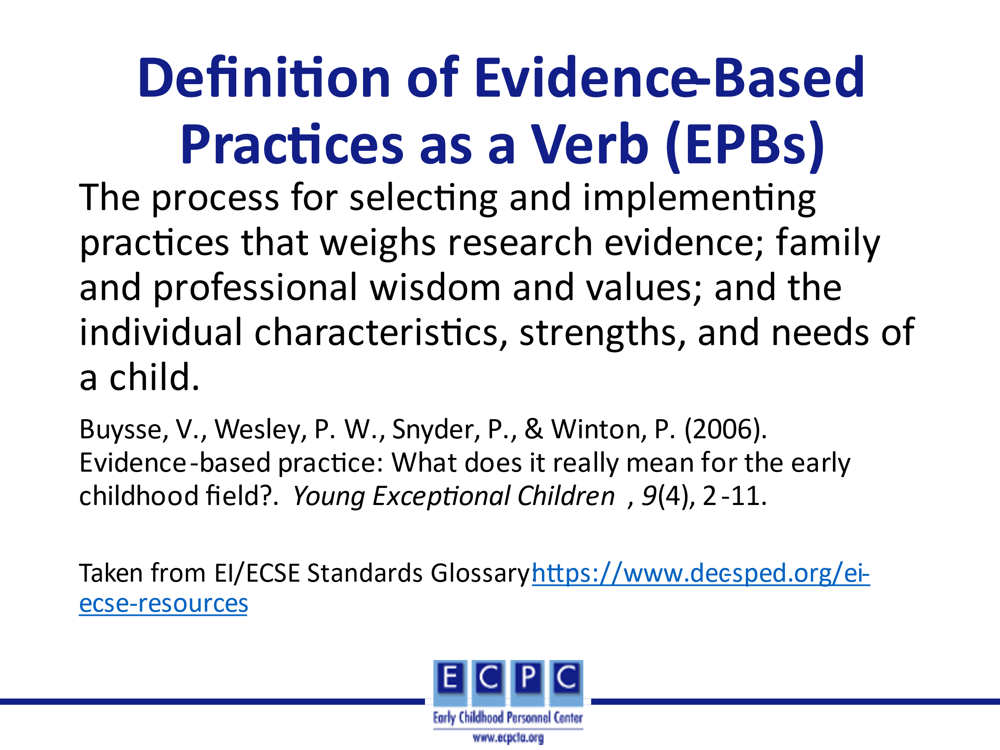 Definition of Evidence-Based
Practices as a Verb (EPBs)
The process for selecting and implementing
practices that weighs research evidence; family
and professional wisdom and values; and the
individual characteristics, strengths, and needs of
a child.
Buysse, V., Wesley, P. W., Snyder, P., & Winton, P. (2006).
Evidence-based practice: What does it really mean for the early
childhood field?. Young Exceptional Children, 9(4), 2-11.
Taken from EI/ECSE Standards Glossary: https://www.dec-sped.org/ei-
ecse-resources
E C P C
Early Childhood Personnel Center
www.ecpcta.org